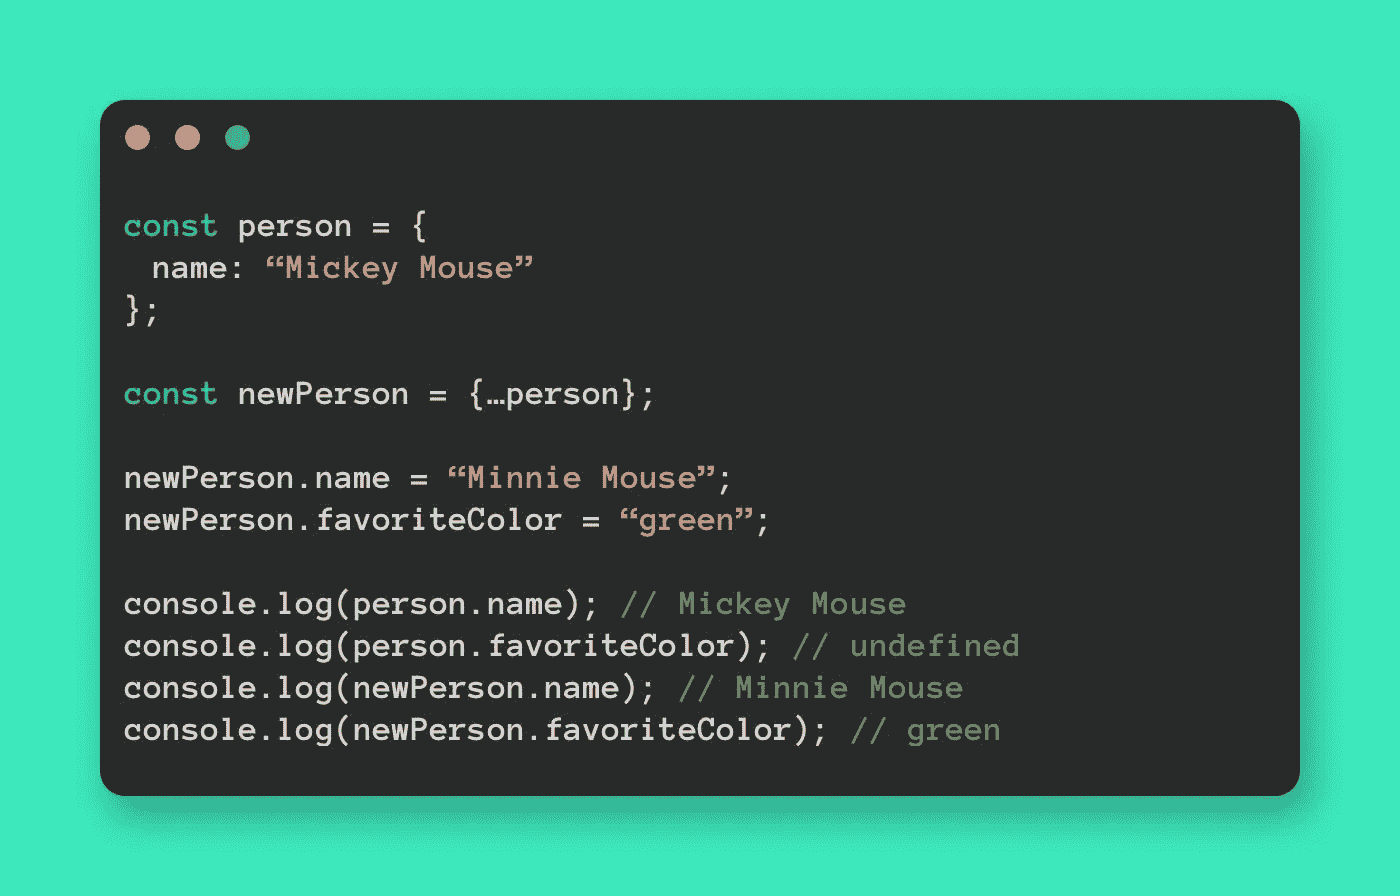 const person = {
  name: “Mickey Mouse”
};
const newPerson = {…person};
newPerson.name = “Minnie Mouse”;
newPerson.favoriteColor = “green”;
console.log(person.name); // Mickey Mouse
console.log(person.favoriteColor); // undefined
console.log(newPerson.name); // Minnie Mouse
console.log(newPerson.favoriteColor); // green